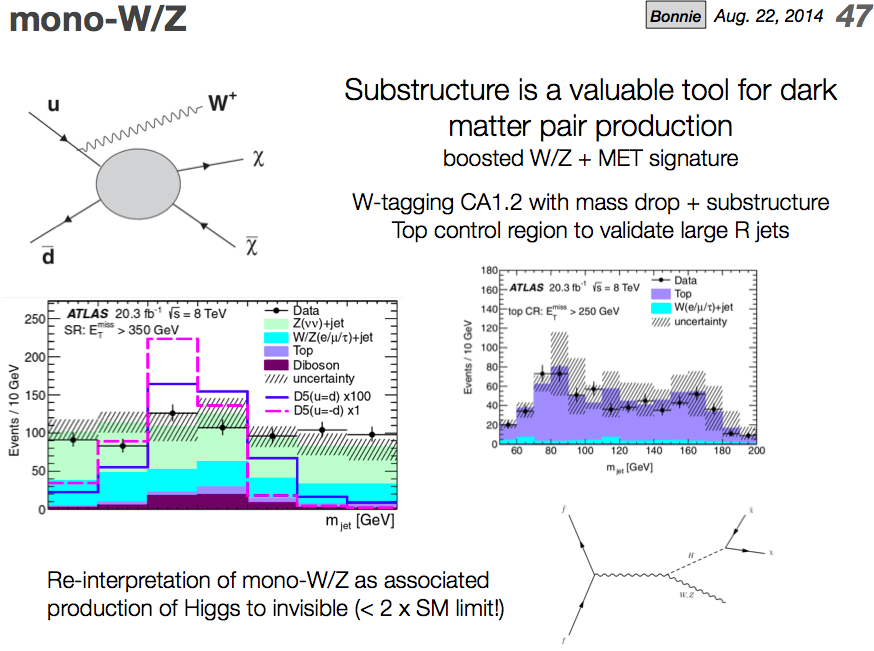 mono-W/Z
Bonnie Aug. 22, 2014 47
Substructure is a valuable tool for dark
matter pair production
boosted W/Z + MET signature
W-tagging CA1.2 with mass drop + substructure
Top control region to validate large R jets
u
W⁺
χ
d̅
χ̅
ATLAS 20.3 fb⁻¹ √s = 8 TeV
SR: E_T^miss > 350 GeV
Data
Z(νν)+jet
W/Z(e/μ/τ)+jet
Top
Diboson
uncertainty
D5(u=d) x100
D5(u=-d) x1
Events / 10 GeV
250
200
150
100
50
0
m_jet [GeV]
ATLAS 20.3 fb⁻¹ √s = 8 TeV
top CR: E_T^miss > 250 GeV
Data
Top
W(e/μ/τ)+jet
uncertainty
Events / 10 GeV
180
160
140
120
100
80
60
40
20
0
60 80 100 120 140 160 180 200
m_jet [GeV]
Re-interpretation of mono-W/Z as associated
production of Higgs to invisible (< 2 x SM limit!)
f̄
χ̄
H
χ
W, Z
f